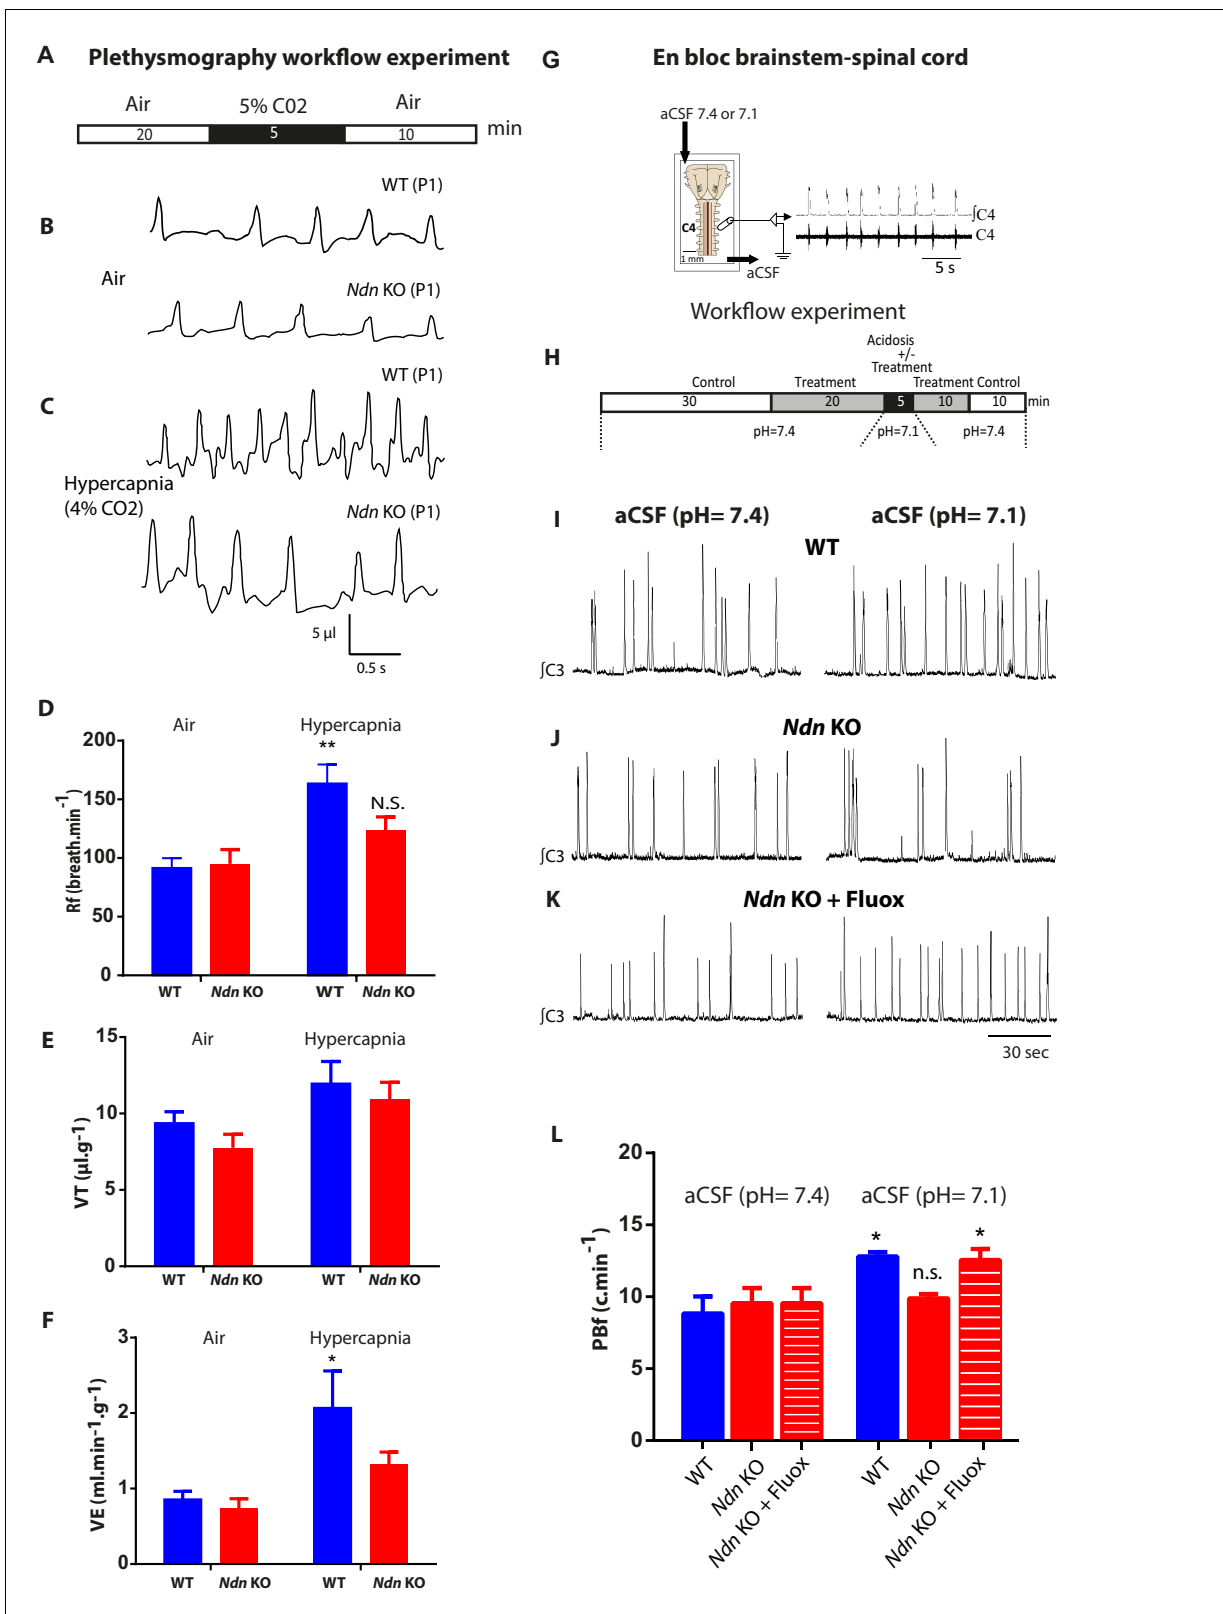 A Plethysmography workflow experiment
Air 5% C02 Air
20 5 10 min
WT (P1)
B
Air
Ndn KO (P1)
WT (P1)
C
Hypercapnia
(4% CO2)
Ndn KO (P1)
5 µl
0.5 s
D
Air Hypercapnia
Rf (breath.min-1)
200
150
100
50
0
**
N.S.
WT Ndn KO WT Ndn KO
E
Air Hypercapnia
VT (µl.g-1)
15
10
5
0
WT Ndn KO WT Ndn KO
F
Air Hypercapnia
VE (ml.min-1.g-1)
3
2
1
0
*
WT Ndn KO WT Ndn KO
G En bloc brainstem-spinal cord
aCSF 7.4 or 7.1
C4
1 mm
aCSF
∫C4
C4
5 s
Workflow experiment
H
Acidosis
+/-
Treatment
Control Treatment Treatment Control
30 20 5 10 10 min
pH=7.4 pH=7.1 pH=7.4
I aCSF (pH= 7.4) aCSF (pH= 7.1)
WT
∫C3
J Ndn KO
∫C3
K Ndn KO + Fluox
∫C3
30 sec
L
aCSF (pH= 7.4) aCSF (pH= 7.1)
PBf (c.min-1)
20
15
10
5
0
* n.s. *
WT Ndn KO Ndn KO + Fluox WT Ndn KO Ndn KO + Fluox